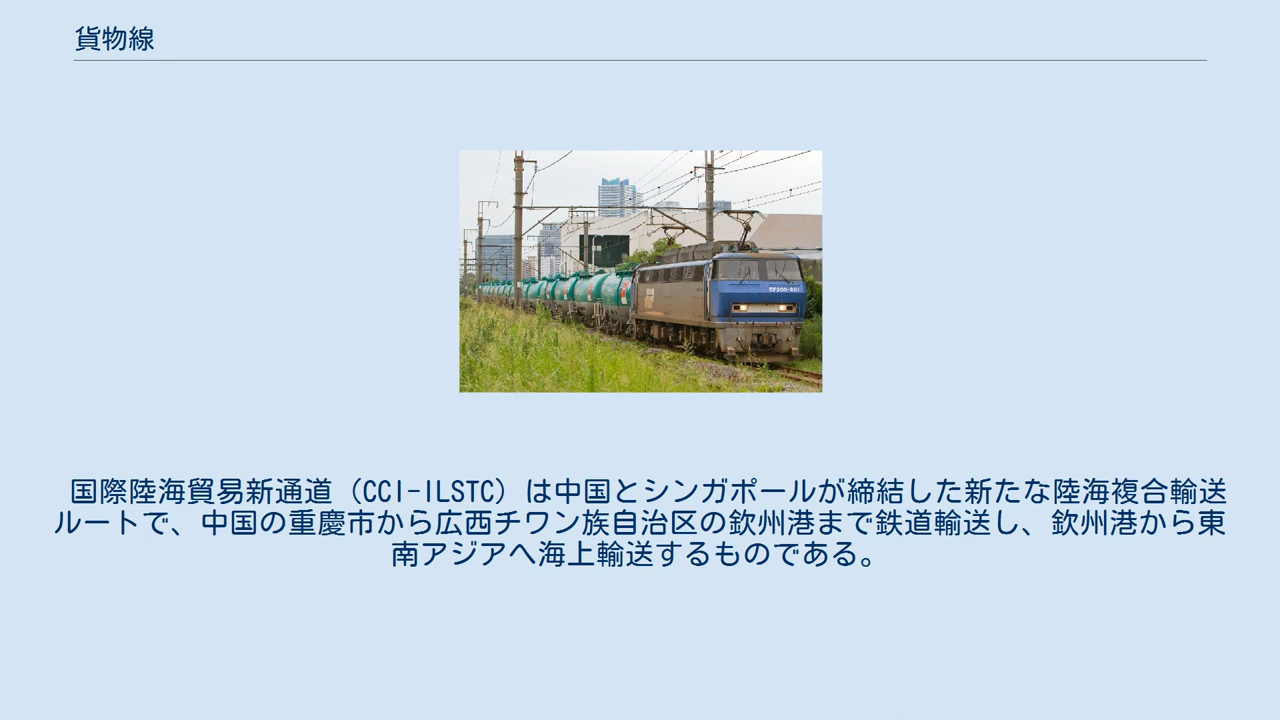 貨物線
EF200-901
国際陸海貿易新通道（CCI-ILSTC）は中国とシンガポールが締結した新たな陸海複合輸送
ルートで、中国の重慶市から広西チワン族自治区の欽州港まで鉄道輸送し、欽州港から東
南アジアへ海上輸送するものである。